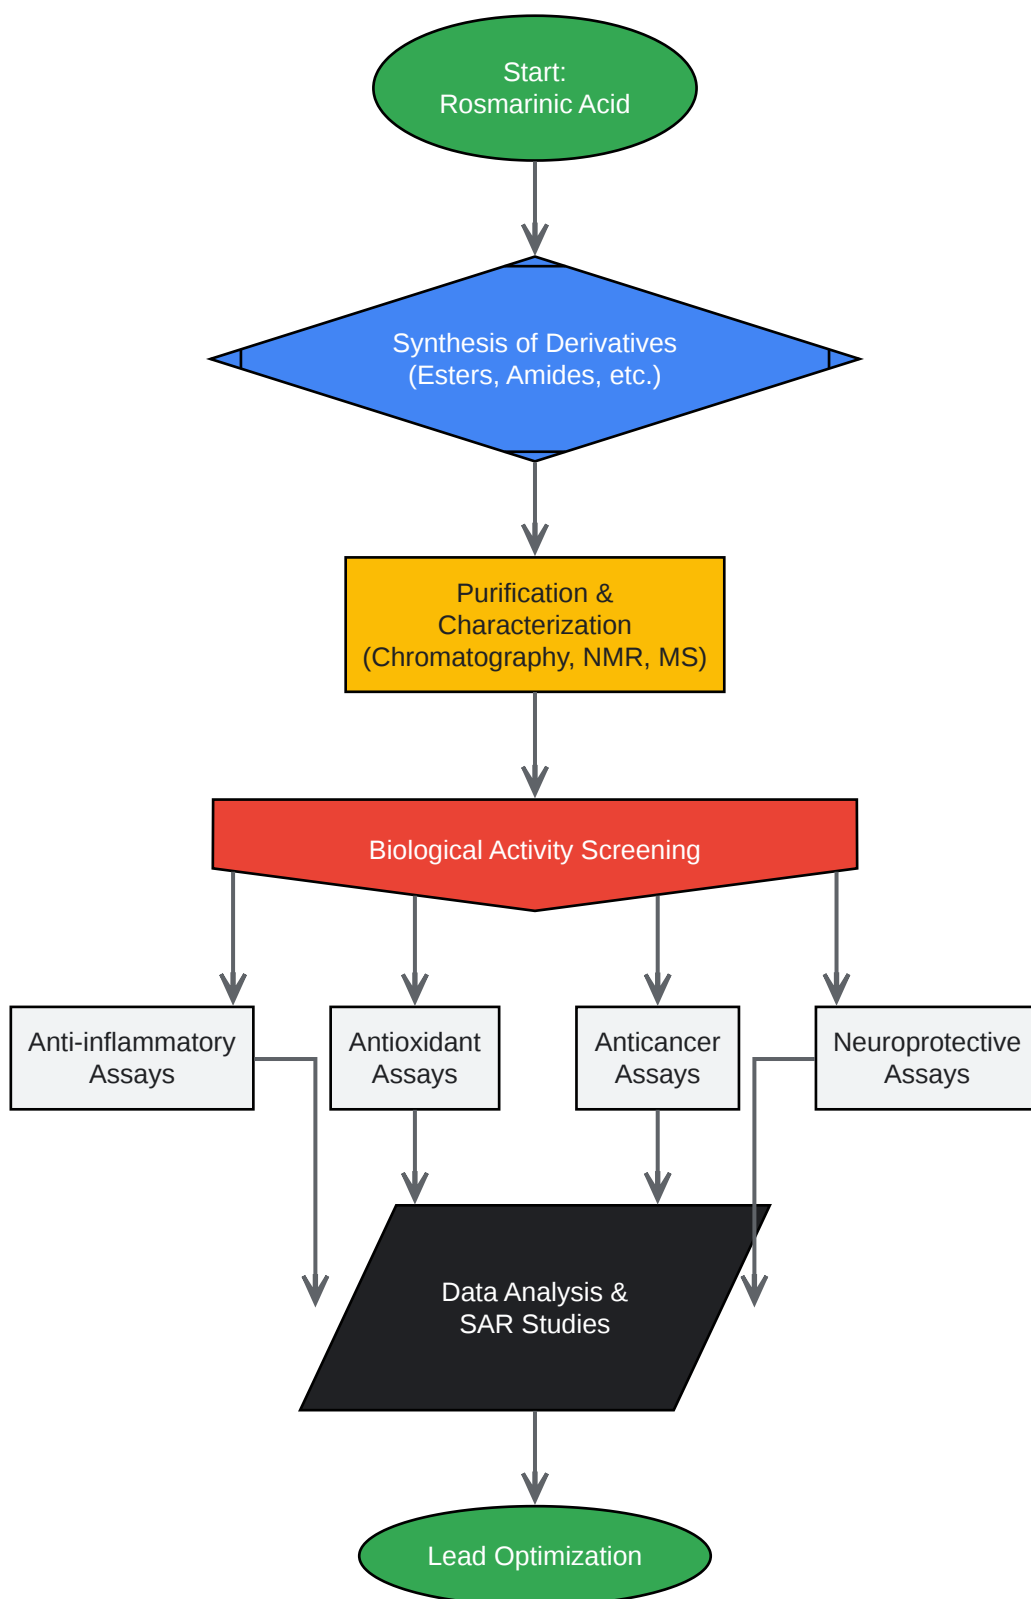 Start:
Rosmarinic Acid
Synthesis of Derivatives
(Esters, Amides, etc.)
Purification &
Characterization
(Chromatography, NMR, MS)
Biological Activity Screening
Anti-inflammatory
Assays
Antioxidant
Assays
Anticancer
Assays
Neuroprotective
Assays
Data Analysis &
SAR Studies
Lead Optimization